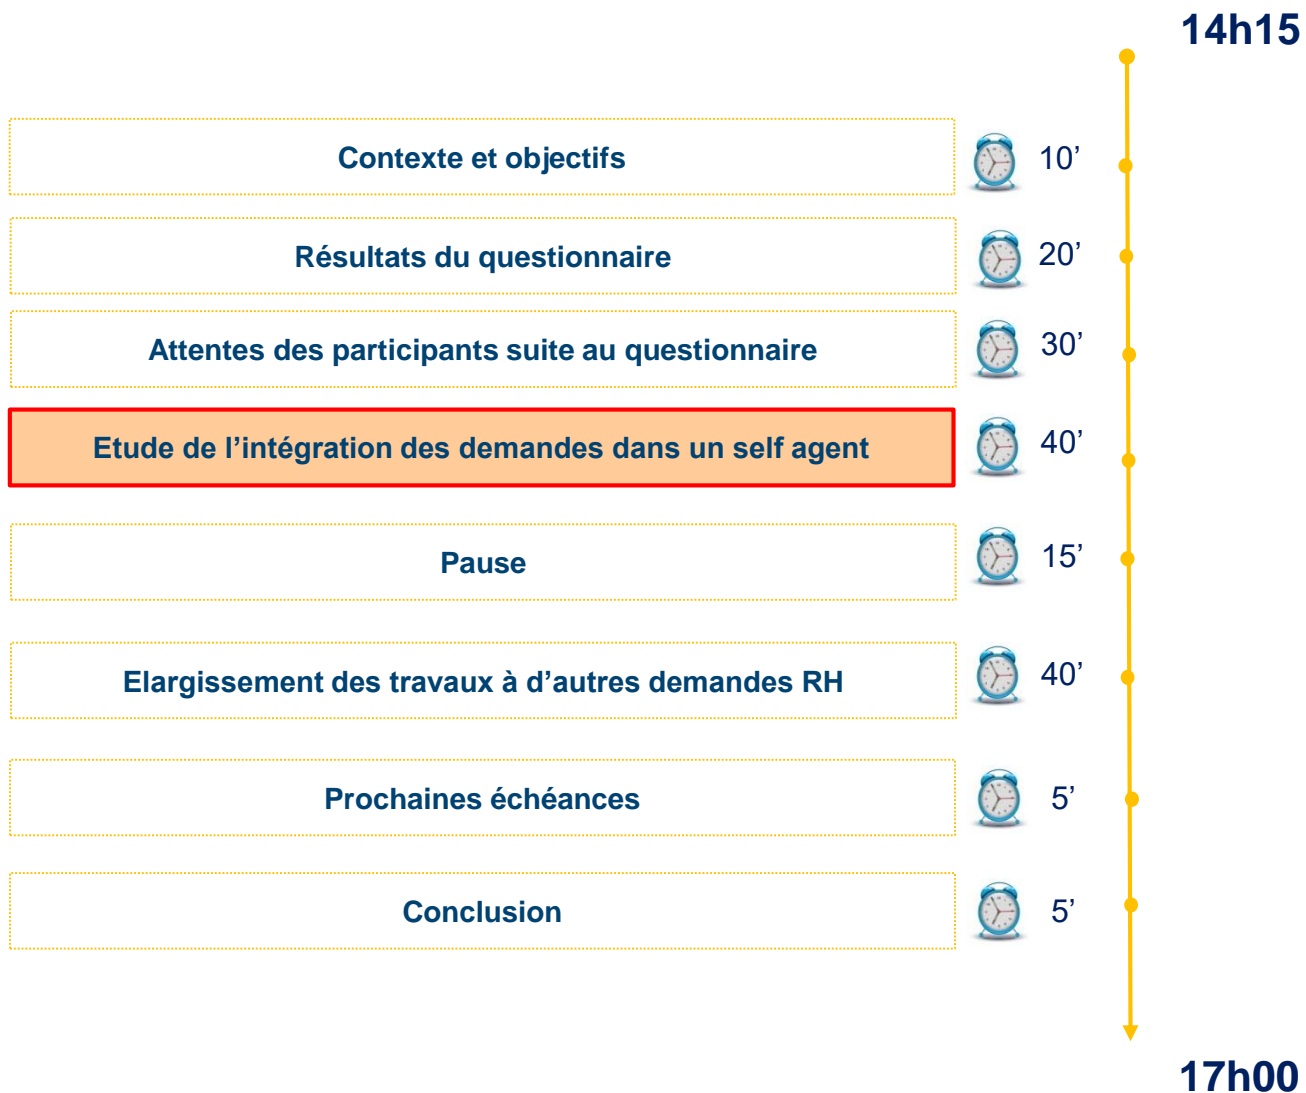 14h15
Contexte et objectifs 10’
Résultats du questionnaire 20’
Attentes des participants suite au questionnaire 30’
Etude de l’intégration des demandes dans un self agent 40’
Pause 15’
Elargissement des travaux à d’autres demandes RH 40’
Prochaines échéances 5’
Conclusion 5’
17h00